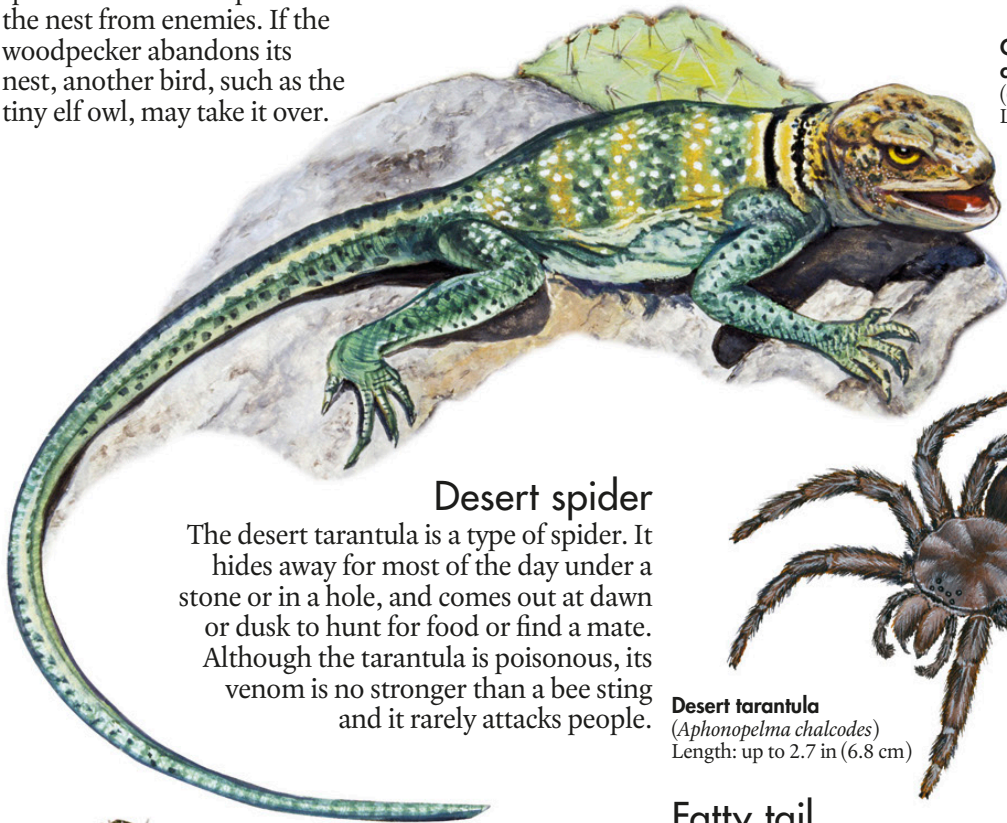 the nest from enemies. If the
woodpecker abandons its
nest, another bird, such as the
tiny elf owl, may take it over.
Desert spider
The desert tarantula is a type of spider. It
hides away for most of the day under a
stone or in a hole, and comes out at dawn
or dusk to hunt for food or find a mate.
Although the tarantula is poisonous, its
venom is no stronger than a bee sting
and it rarely attacks people.
Desert tarantula
(Aphonopelma chalcodes)
Length: up to 2.7 in (6.8 cm)
Fatty tail